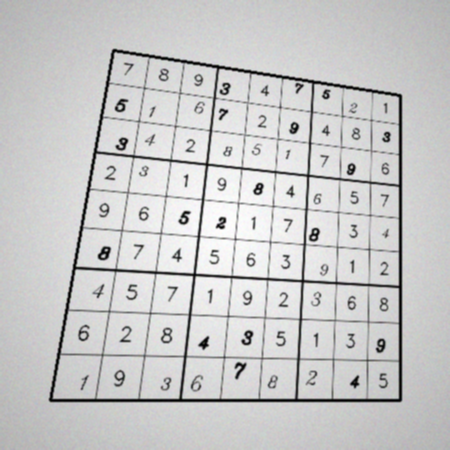 7 8 9 3 4 7 5 2 1
5 1 6 7 2 9 4 8 3
3 4 2 8 5 1 7 9 6
2 3 1 9 8 4 6 5 7
9 6 5 2 1 7 8 3 4
8 7 4 5 6 3 9 1 2
4 5 7 1 9 2 3 6 8
6 2 8 4 3 5 1 3 9
1 9 3 6 7 8 2 4 5